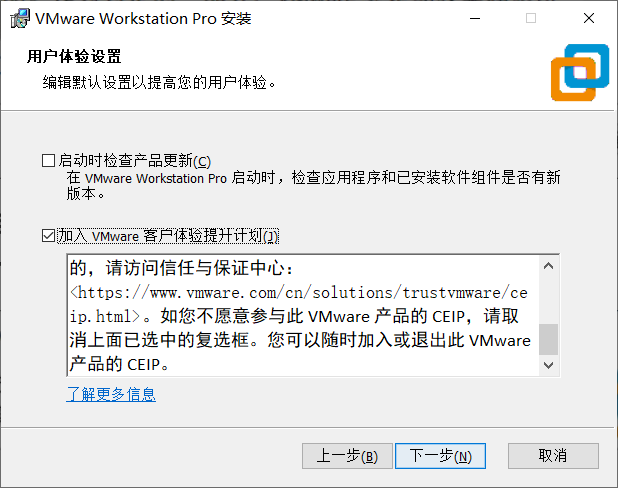 VMware Workstation Pro 安装
用户体验设置
编辑默认设置以提高您的用户体验。
启动时检查产品更新(C)
在 VMware Workstation Pro 启动时，检查应用程序和已安装软件组件是否有新
版本。
加入 VMware 客户体验提升计划(J)
的，请访问信任与保证中心：
<https://www.vmware.com/cn/solutions/trustvmware/ce
ip.html>。如您不愿意参与此 VMware 产品的 CEIP，请取
消上面已选中的复选框。您可以随时加入或退出此 VMware
产品的 CEIP。
了解更多信息
上一步(B)
下一步(N)
取消